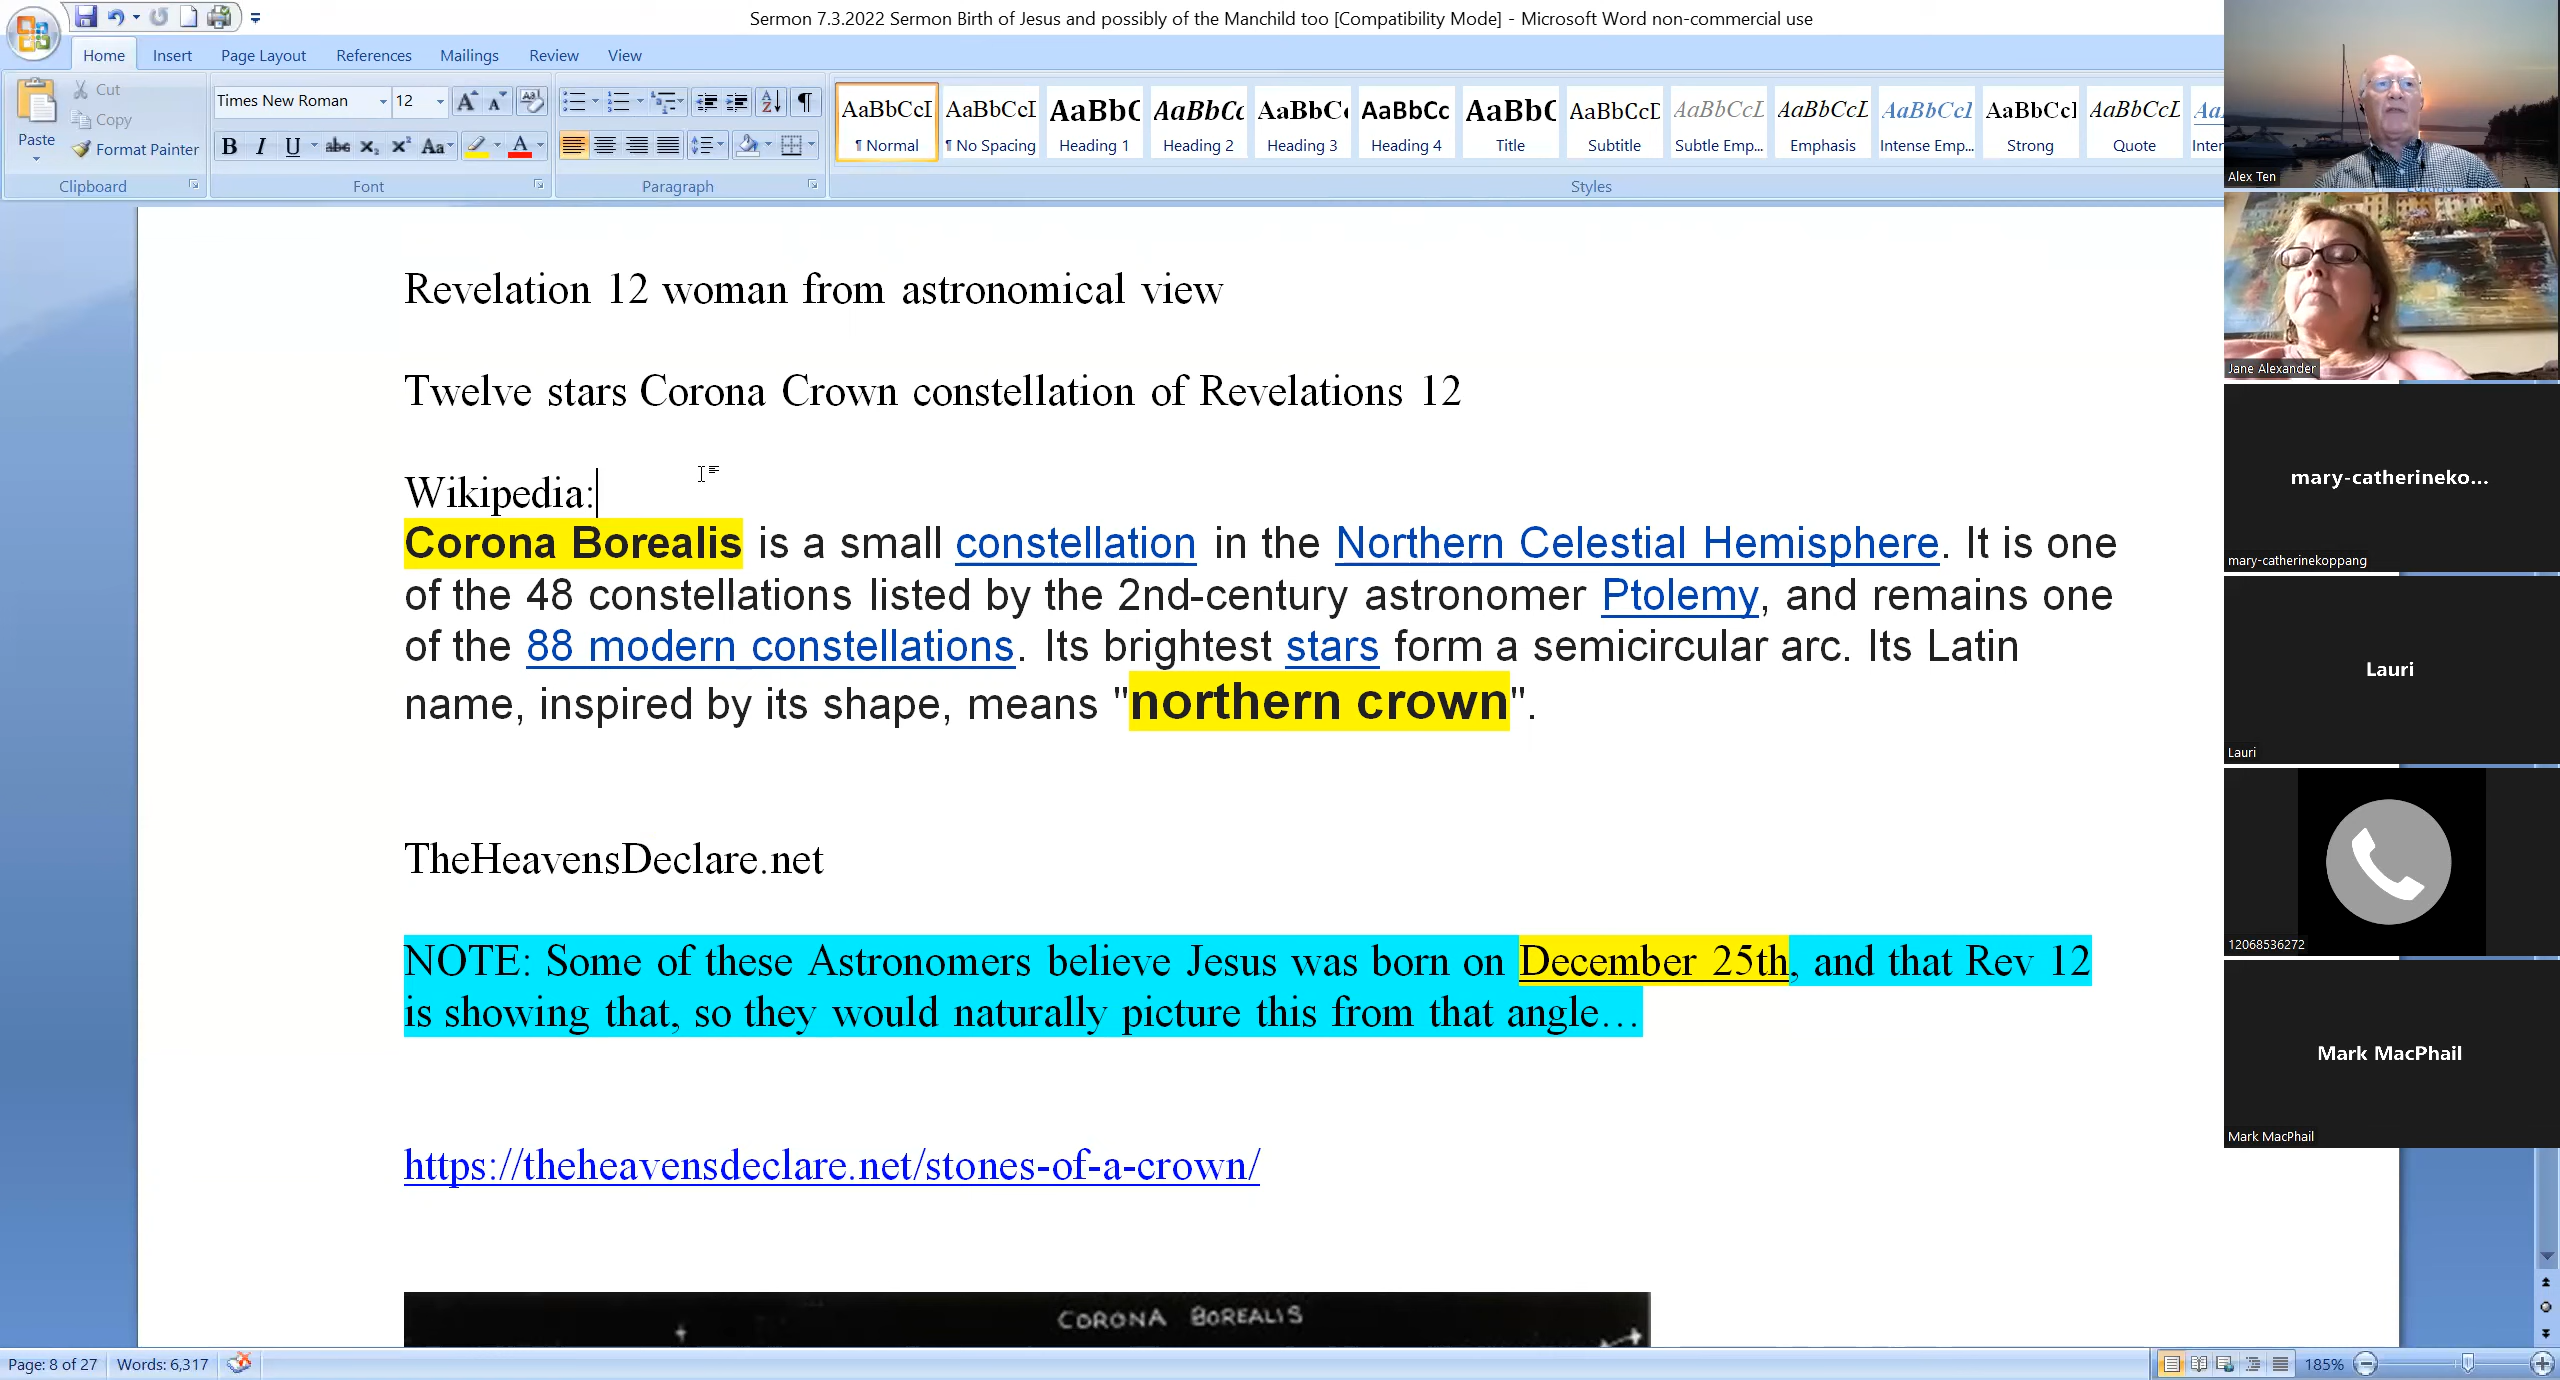 Sermon 7.3.2022 Sermon Birth of Jesus and possibly of the Manchild too [Compatibility Mode] - Microsoft Word non-commercial use
Home Insert Page Layout References Mailings Review View
Paste
Cut
Copy
Format Painter
Clipboard
Times New Roman 12
B I U abc X₂ X² Aa A
Font
Paragraph
AaBbCcI AaBbCcI AaBbC AaBbCc AaBbCc AaBbCc AaBbC AaBbCcD AaBbCcL AaBbCcL AaBbCcI AaBbCcI AaBbCcL
¶ Normal ¶ No Spacing Heading 1 Heading 2 Heading 3 Heading 4 Title Subtitle Subtle Emp... Emphasis Intense Emp... Strong Quote
Styles
Revelation 12 woman from astronomical view
Twelve stars Corona Crown constellation of Revelations 12
Wikipedia:
Corona Borealis is a small constellation in the Northern Celestial Hemisphere. It is one
of the 48 constellations listed by the 2nd-century astronomer Ptolemy, and remains one
of the 88 modern constellations. Its brightest stars form a semicircular arc. Its Latin
name, inspired by its shape, means "northern crown".
TheHeavensDeclare.net
NOTE: Some of these Astronomers believe Jesus was born on December 25th, and that Rev 12
is showing that, so they would naturally picture this from that angle…
https://theheavensdeclare.net/stones-of-a-crown/
CORONA BOREALIS
Page: 8 of 27 Words: 6,317
185%
Alex Ten
Jane Alexander
mary-catherineko...
mary-catherinekoppang
Lauri
Lauri
12068536272
Mark MacPhail
Mark MacPhail